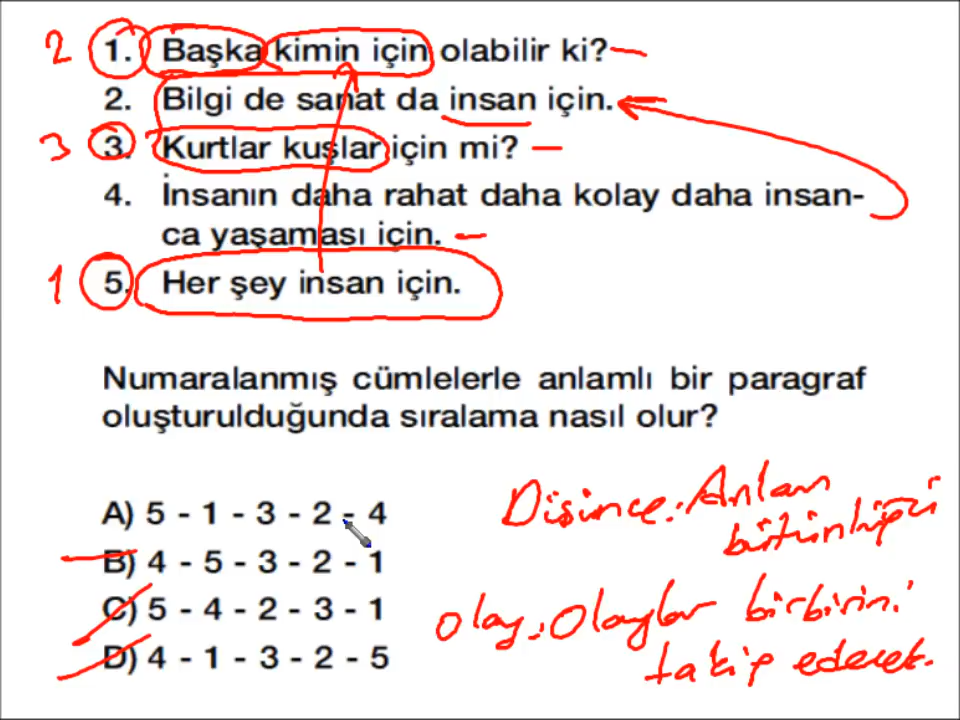 2 1. Başka kimin için olabilir ki?
2. Bilgi de sanat da insan için.
3 3. Kurtlar kuşlar için mi?
4. İnsanın daha rahat daha kolay daha insan-
ca yaşaması için.
1 5. Her şey insan için.
Numaralanmış cümlelerle anlamlı bir paragraf
oluşturulduğunda sıralama nasıl olur?
A) 5 - 1 - 3 - 2 - 4
B) 4 - 5 - 3 - 2 - 1
C) 5 - 4 - 2 - 3 - 1
D) 4 - 1 - 3 - 2 - 5
Anlam
Olay: Olaylar birbirini
takip edecek.